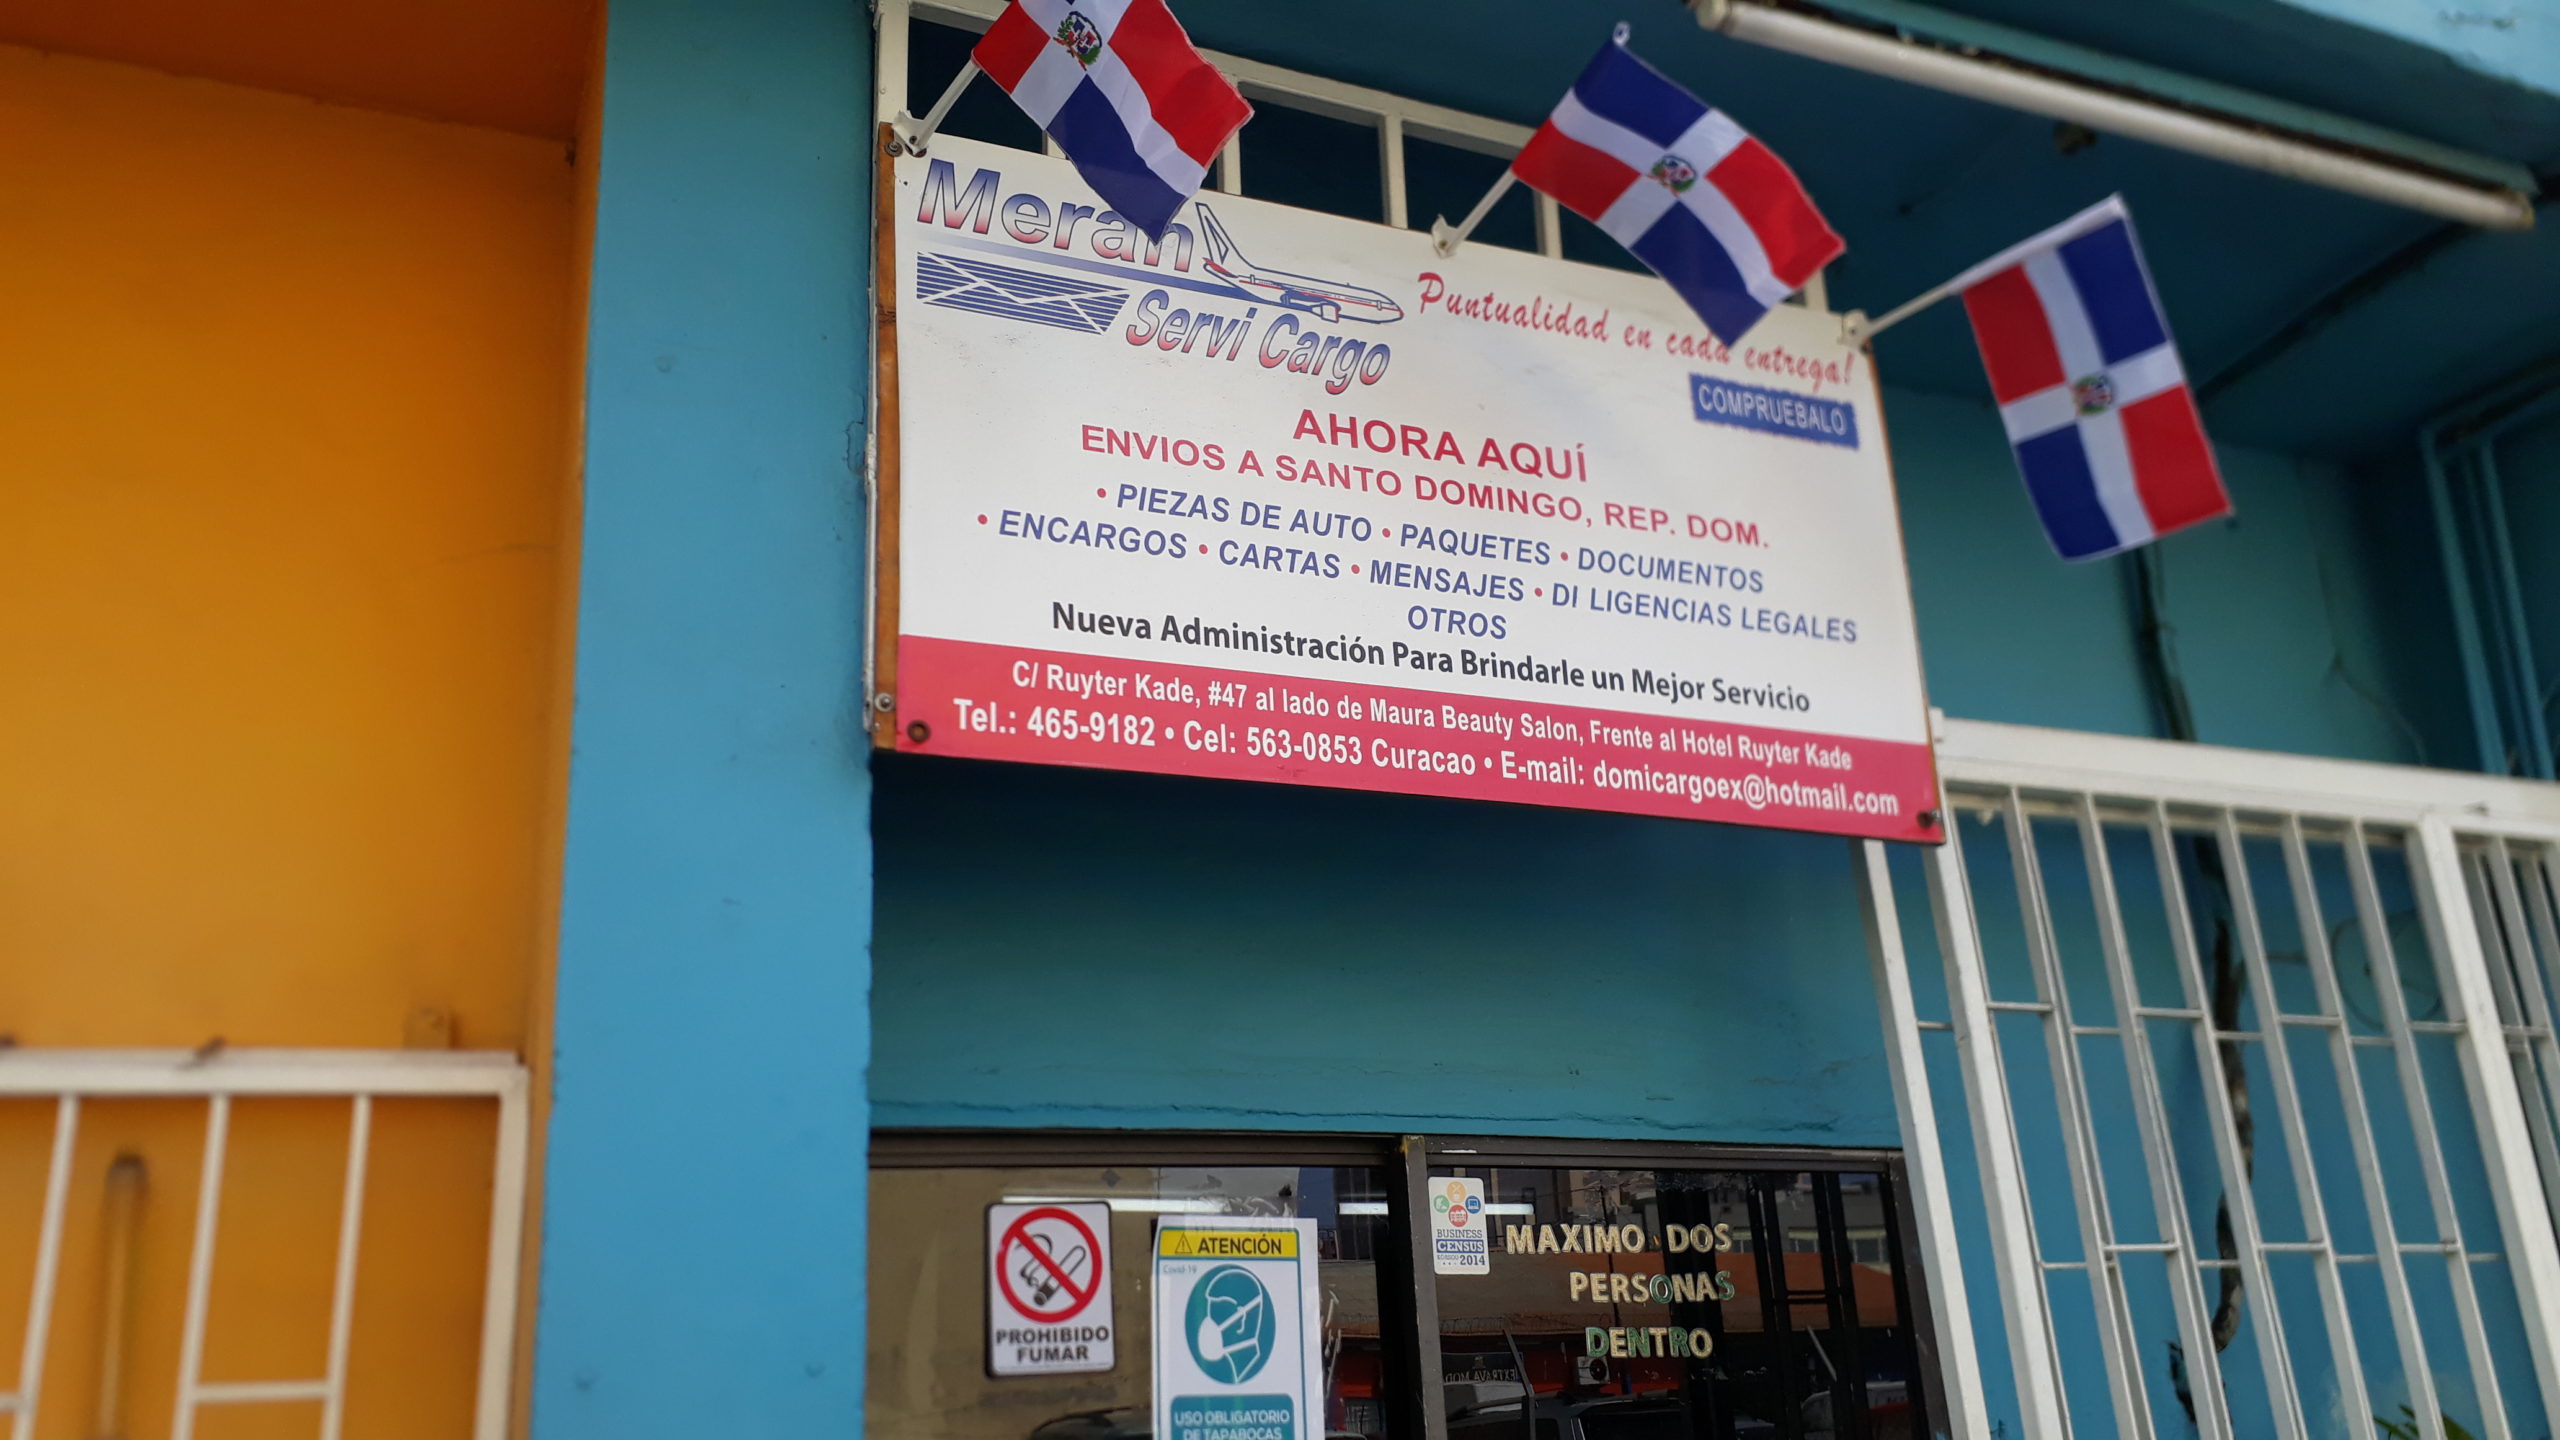 Meran
Servi Cargo
Puntualidad en cada entrega!
COMPRUEBALO
AHORA AQUÍ
ENVIOS A SANTO DOMINGO, REP. DOM.
• PIEZAS DE AUTO • PAQUETES • DOCUMENTOS
• ENCARGOS • CARTAS • MENSAJES • DI LIGENCIAS LEGALES
OTROS
Nueva Administración Para Brindarle un Mejor Servicio
C/ Ruyter Kade, #47 al lado de Maura Beauty Salon, Frente al Hotel Ruyter Kade
Tel.: 465-9182 • Cel: 563-0853 Curacao • E-mail: domicargoex@hotmail.com
PROHIBIDO
FUMAR
ATENCIÓN
Covid-19
USO OBLIGATORIO
DE TAPABOCAS
BUSINESS
CENSUS
2014
MAXIMO DOS
PERSONAS
DENTRO